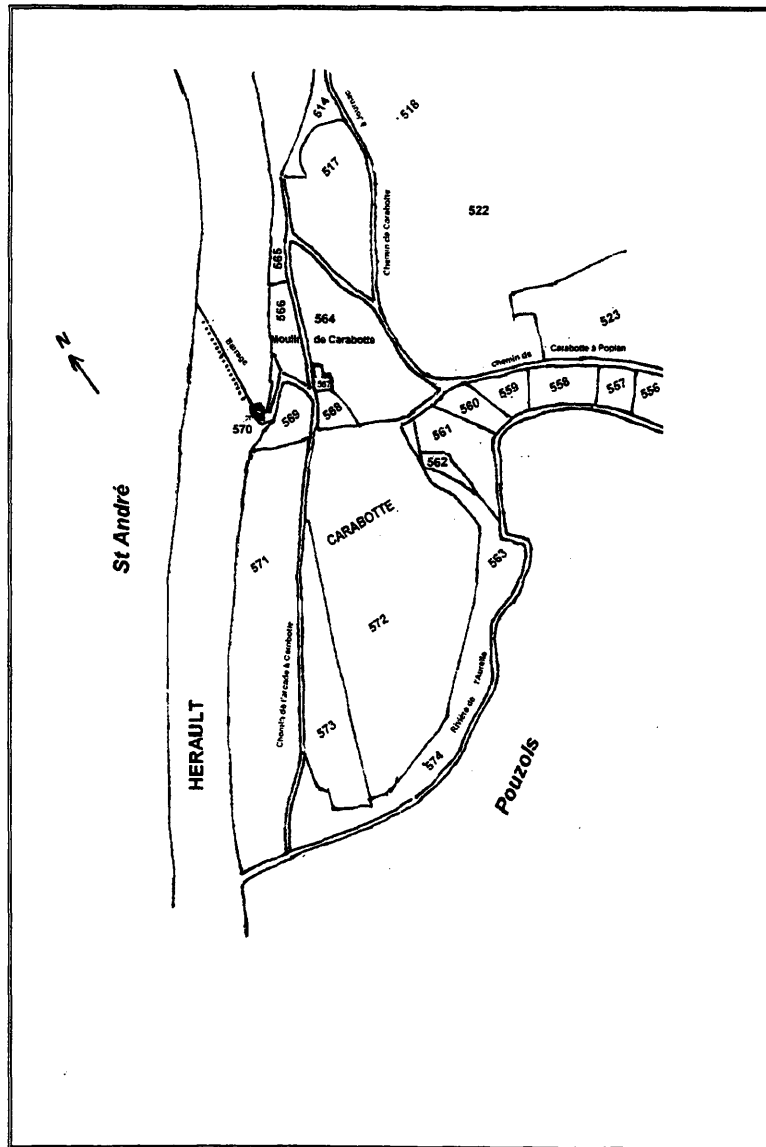 514
à Journac
518
517
522
Chemin de Carabotte
565
566
564
Moulin de Carabotte
523
Barrage
N
Chemin de
Carabotte à Popian
567
559
558
557
556
560
568
569
561
570
562
St André
CARABOTTE
571
563
572
Chemin de l'arcade à Carabotte
Rivière de l'Aurelle
HERAULT
573
574
Pouzols